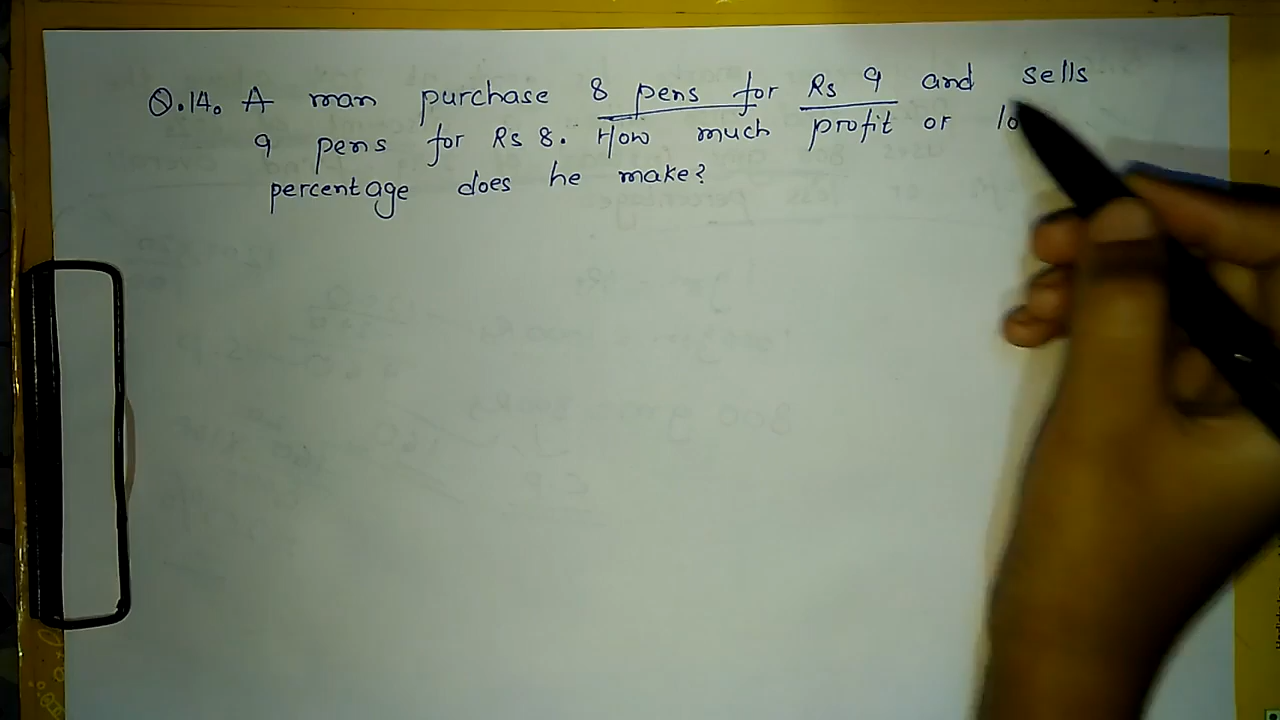 Q.14. A man purchase 8 pens for Rs 9 and sells
9 pens for Rs 8. How much profit or
percentage does he make?